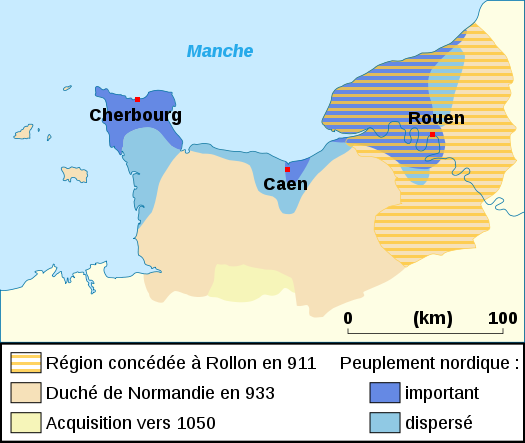 Manche
Cherbourg
Rouen
Caen
0 (km) 100
Région concédée à Rollon en 911
Peuplement nordique :
Duché de Normandie en 933
important
Acquisition vers 1050
dispersé